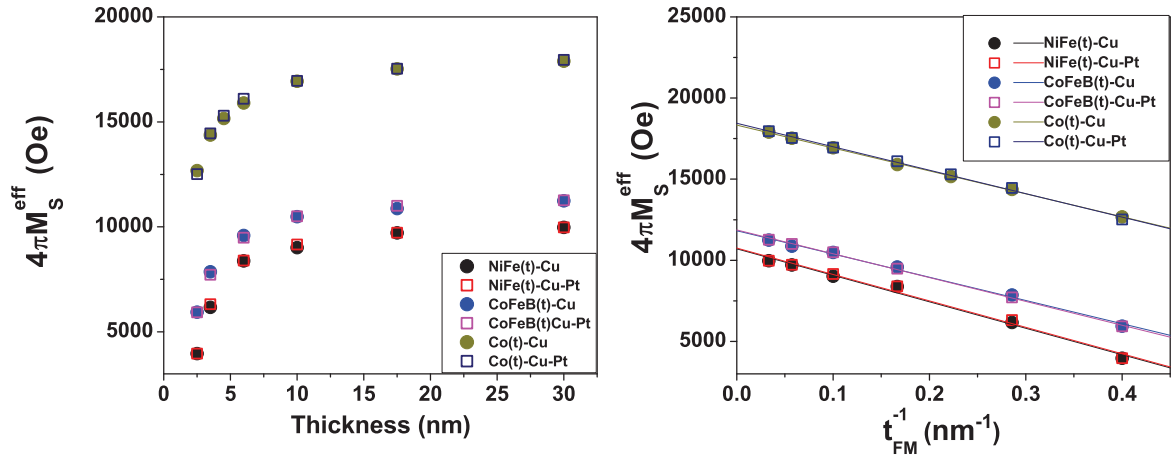 20000
15000
10000
5000
0
5
10
15
20
25
30
Thickness (nm)
4πM_S^eff (Oe)
NiFe(t)-Cu
NiFe(t)-Cu-Pt
CoFeB(t)-Cu
CoFeB(t)Cu-Pt
Co(t)-Cu
Co(t)-Cu-Pt
25000
20000
15000
10000
5000
0.0
0.1
0.2
0.3
0.4
t_FM^-1 (nm^-1)
4πM_S^eff (Oe)
NiFe(t)-Cu
NiFe(t)-Cu-Pt
CoFeB(t)-Cu
CoFeB(t)-Cu-Pt
Co(t)-Cu
Co(t)-Cu-Pt